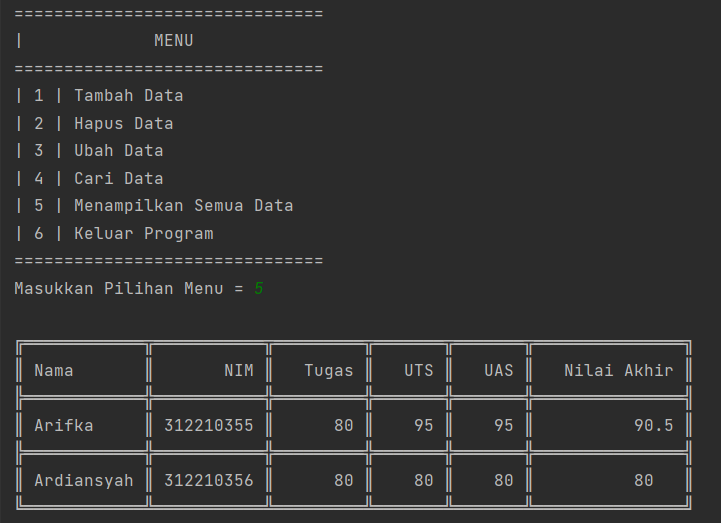 ===============================
| MENU
===============================
| 1 | Tambah Data
| 2 | Hapus Data
| 3 | Ubah Data
| 4 | Cari Data
| 5 | Menampilkan Semua Data
| 6 | Keluar Program
===============================
Masukkan Pilihan Menu = 5
Nama NIM Tugas UTS UAS Nilai Akhir
Arifka 312210355 80 95 95 90.5
Ardiansyah 312210356 80 80 80 80